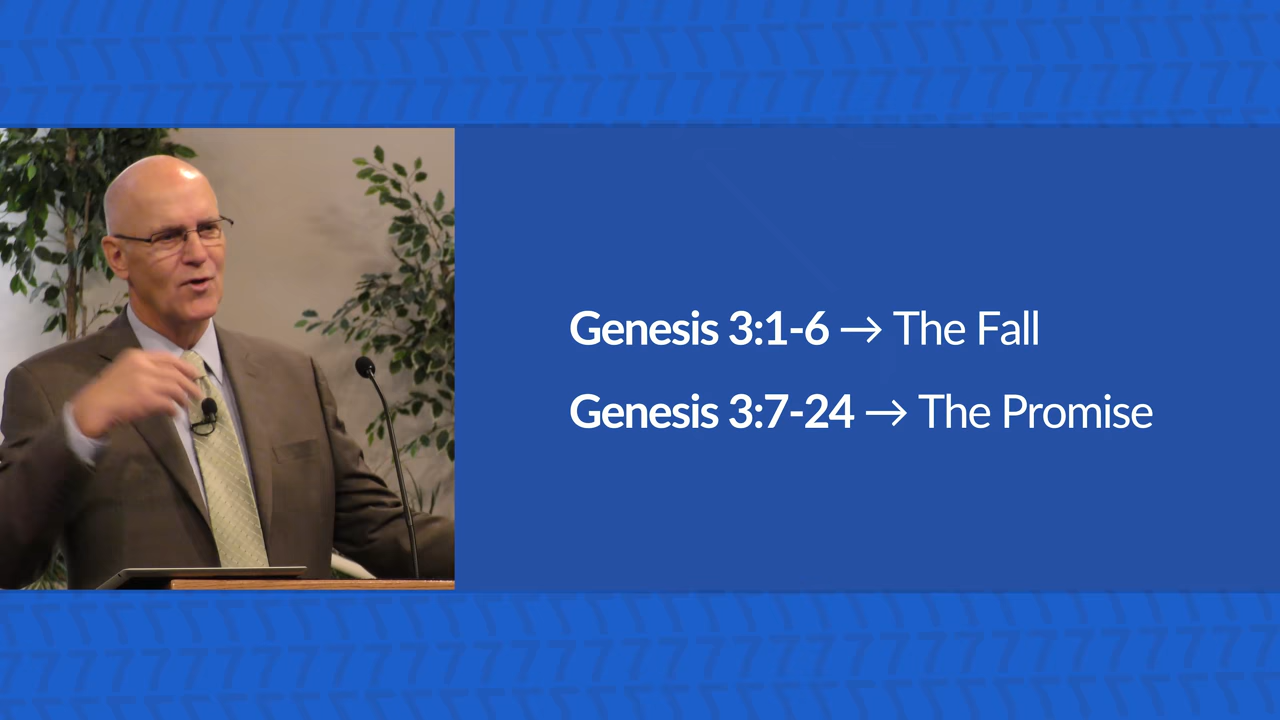 Genesis 3:1-6 → The Fall
Genesis 3:7-24 → The Promise